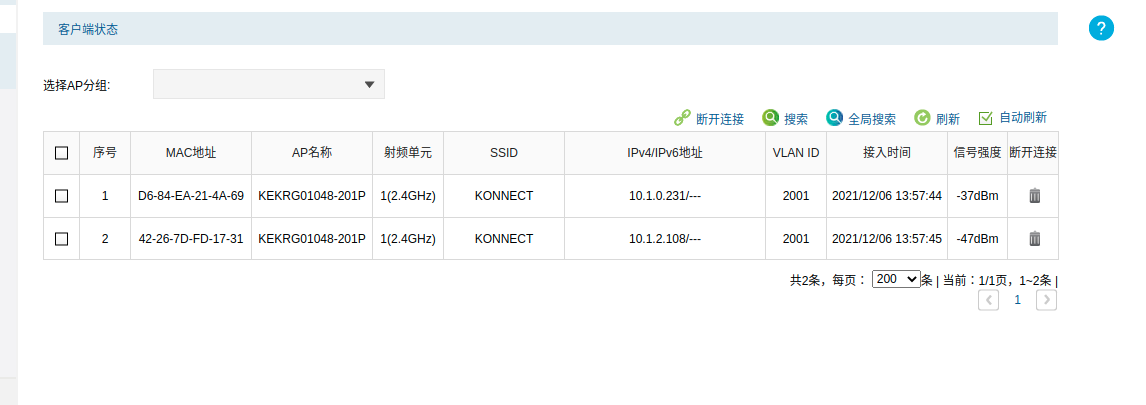 客户端状态
?
选择AP分组:
断开连接 搜索 全局搜索 刷新 自动刷新
序号 MAC地址 AP名称 射频单元 SSID IPv4/IPv6地址 VLAN ID 接入时间 信号强度 断开连接
1 D6-84-EA-21-4A-69 KEKRG01048-201P 1(2.4GHz) KONNECT 10.1.0.231/--- 2001 2021/12/06 13:57:44 -37dBm
2 42-26-7D-FD-17-31 KEKRG01048-201P 1(2.4GHz) KONNECT 10.1.2.108/--- 2001 2021/12/06 13:57:45 -47dBm
共2条，每页： 200 条 | 当前：1/1页，1~2条 |
1